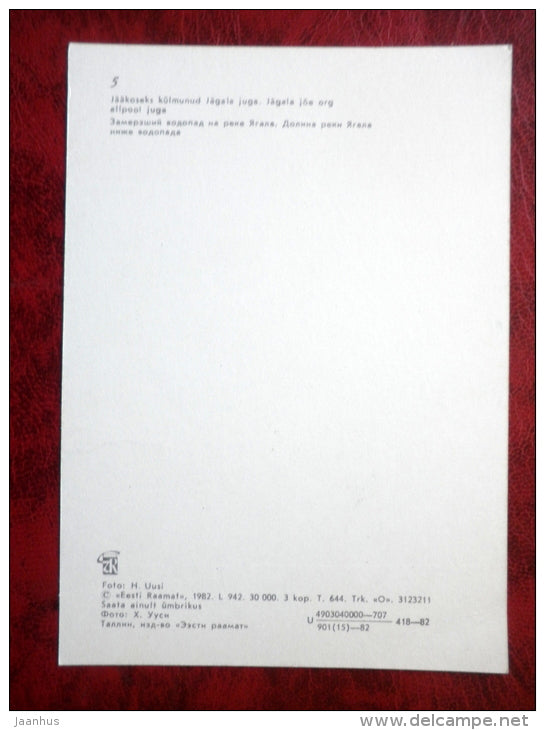 5
Jääkoseks külmunud Jägala juga. Jägala jõe org
allpool juga
Замерзший водопад на реке Ягала. Долина реки Ягала
ниже водопада
Foto: H. Uusi
© «Eesti Raamat», 1982. L 942. 30 000. 3 kop. T. 644. Trk. «O». 3123211
Saata ainult ümbrikus
Фото: Х. Ууси
Таллин, изд-во «Ээсти раамат»
U 4903040000—707
901(15)—82
418—82
jaanhus
delcampe.net